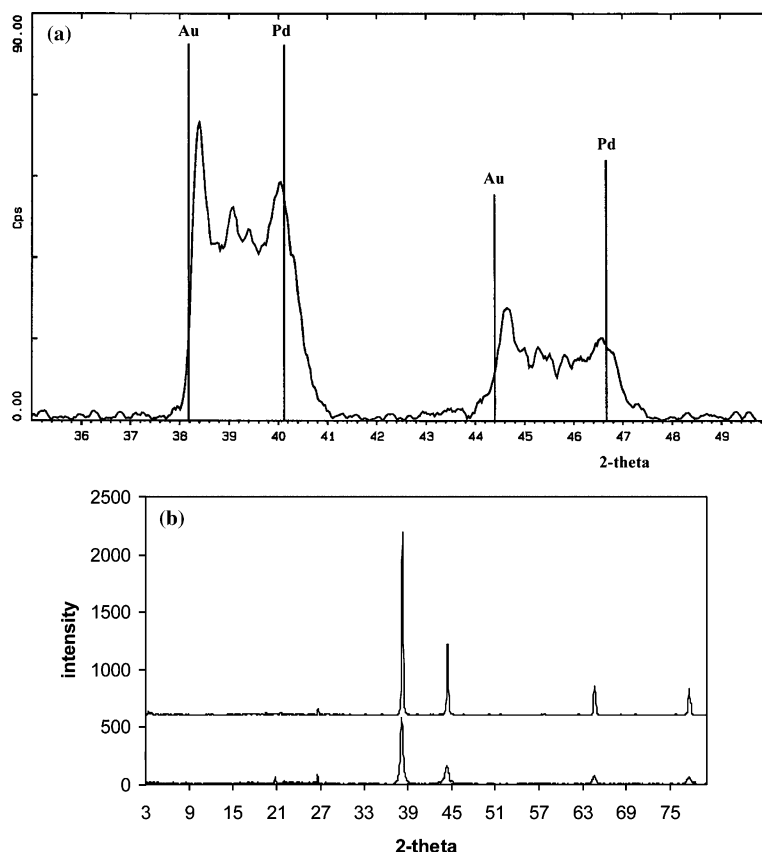 (a)
90.00
Cps
0.00
Au
Pd
Au
Pd
36 37 38 39 40 41 42 43 44 45 46 47 48 49
2-theta
(b)
2500
2000
1500
1000
500
0
intensity
3 9 15 21 27 33 39 45 51 57 63 69 75
2-theta